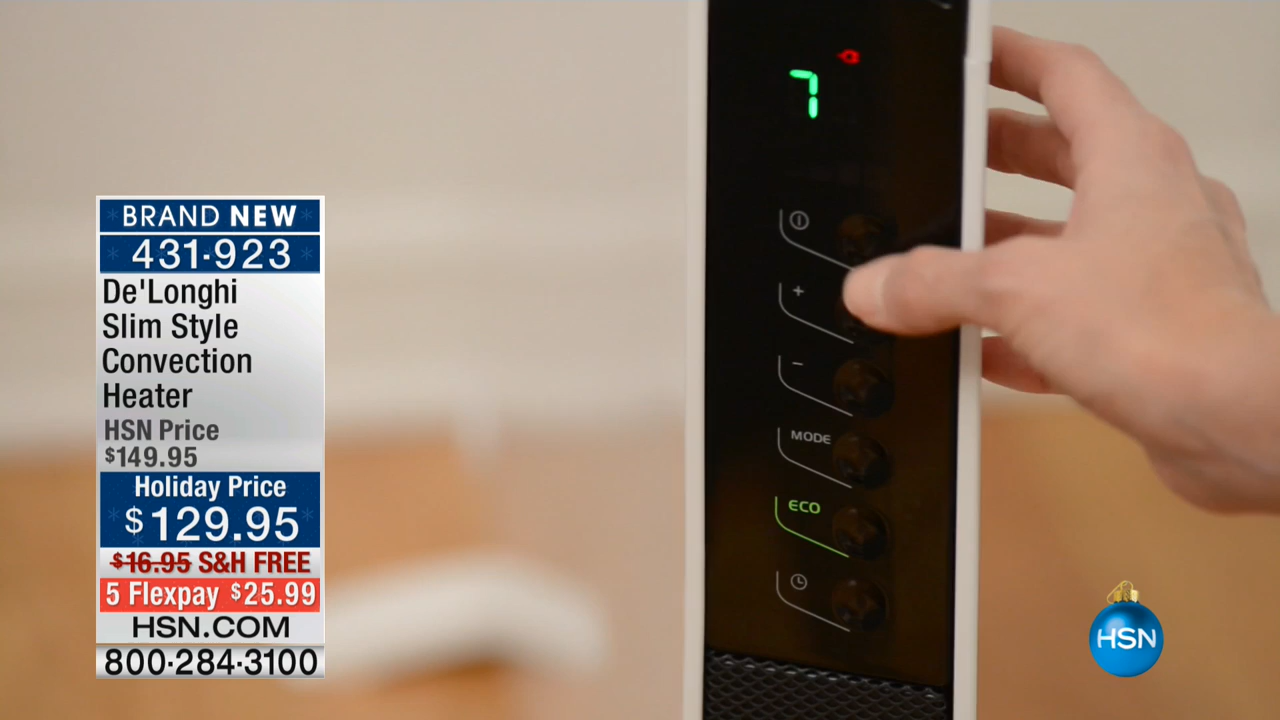 BRAND NEW
431·923
De'Longhi
Slim Style
Convection
Heater
HSN Price
$149.95
Holiday Price
$129.95
$16.95 S&H FREE
5 Flexpay $25.99
HSN.COM
800·284·3100
7
+
-
MODE
ECO
HSN